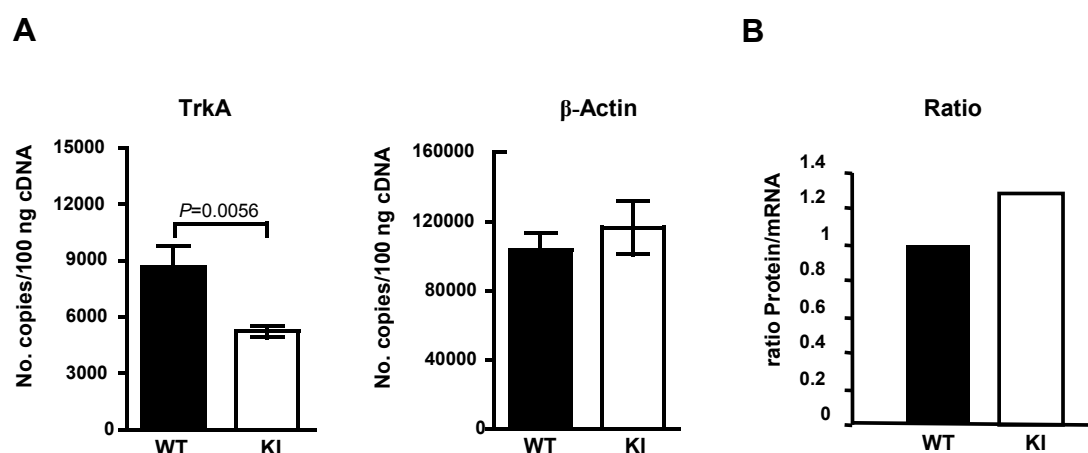 A
B
TrkA
β-Actin
Ratio
No. copies/100 ng cDNA
15000
12000
9000
6000
3000
0
P=0.0056
WT
KI
No. copies/100 ng cDNA
160000
120000
80000
40000
0
WT
KI
ratio Protein/mRNA
1.4
1.2
1
0.8
0.6
0.4
0.2
0
WT
KI